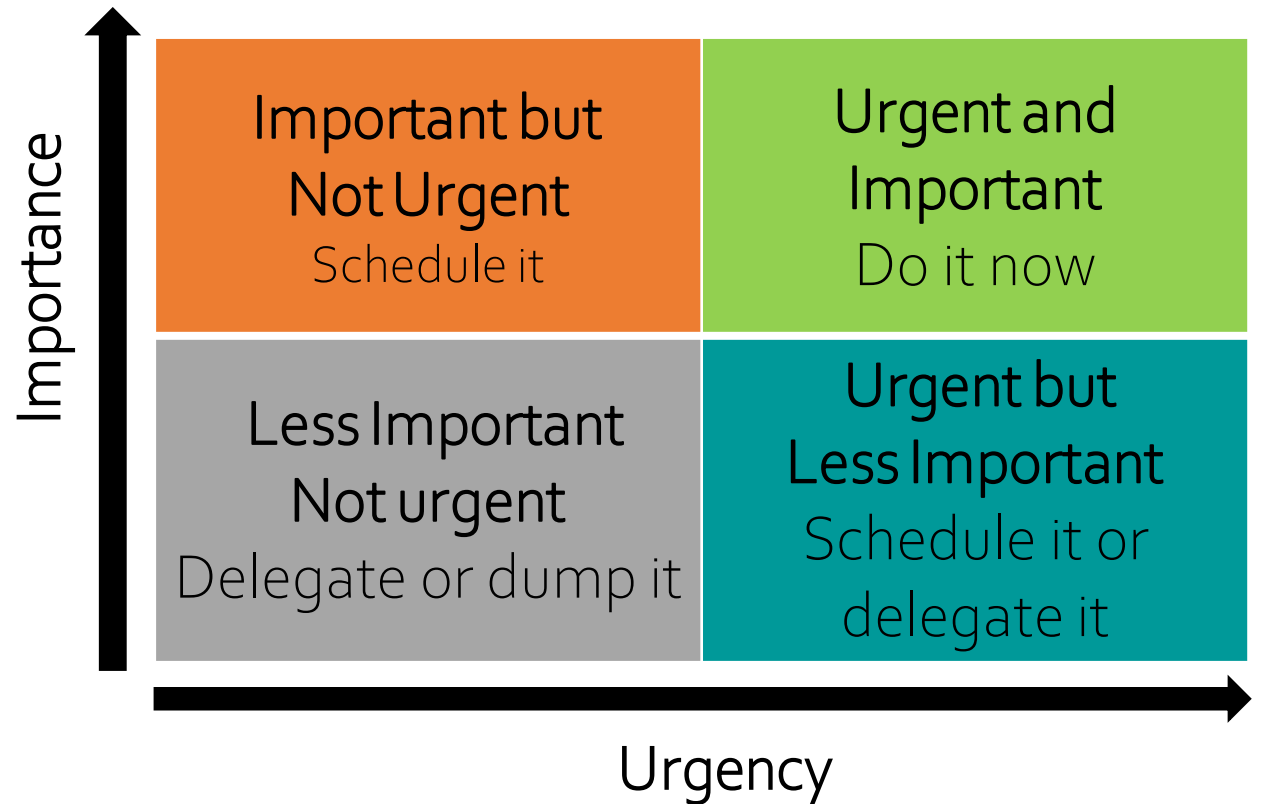 Importance
Important but
Not Urgent
Schedule it
Urgent and
Important
Do it now
Less Important
Not urgent
Delegate or dump it
Urgent but
Less Important
Schedule it or
delegate it
Urgency